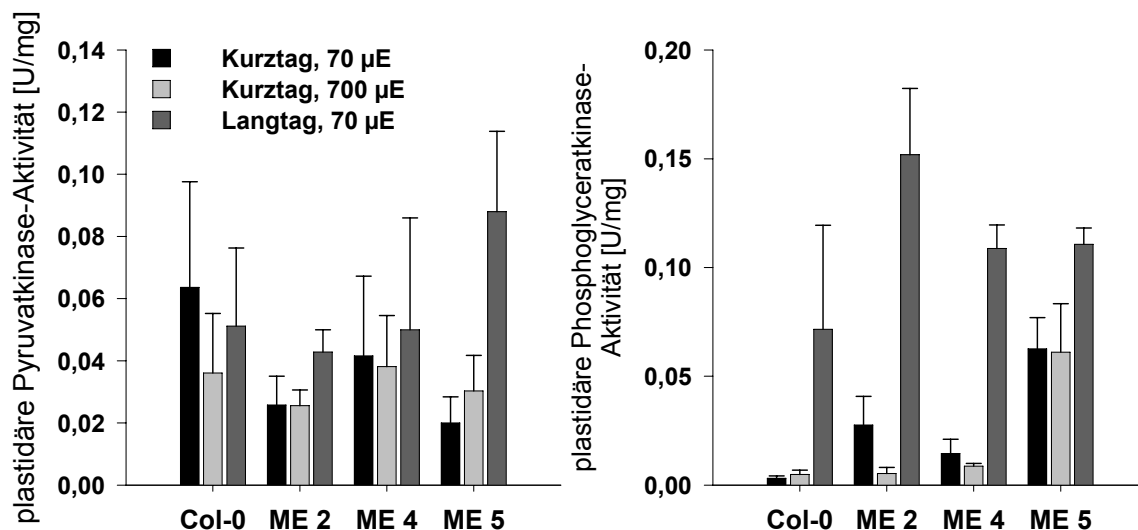 plastidäre Pyruvatkinase-Aktivität [U/mg]
0,14
0,12
0,10
0,08
0,06
0,04
0,02
0,00
Kurztag, 70 µE
Kurztag, 700 µE
Langtag, 70 µE
Col-0 ME 2 ME 4 ME 5
plastidäre Phosphoglyceratkinase-
Aktivität [U/mg]
0,20
0,15
0,10
0,05
0,00
Col-0 ME 2 ME 4 ME 5